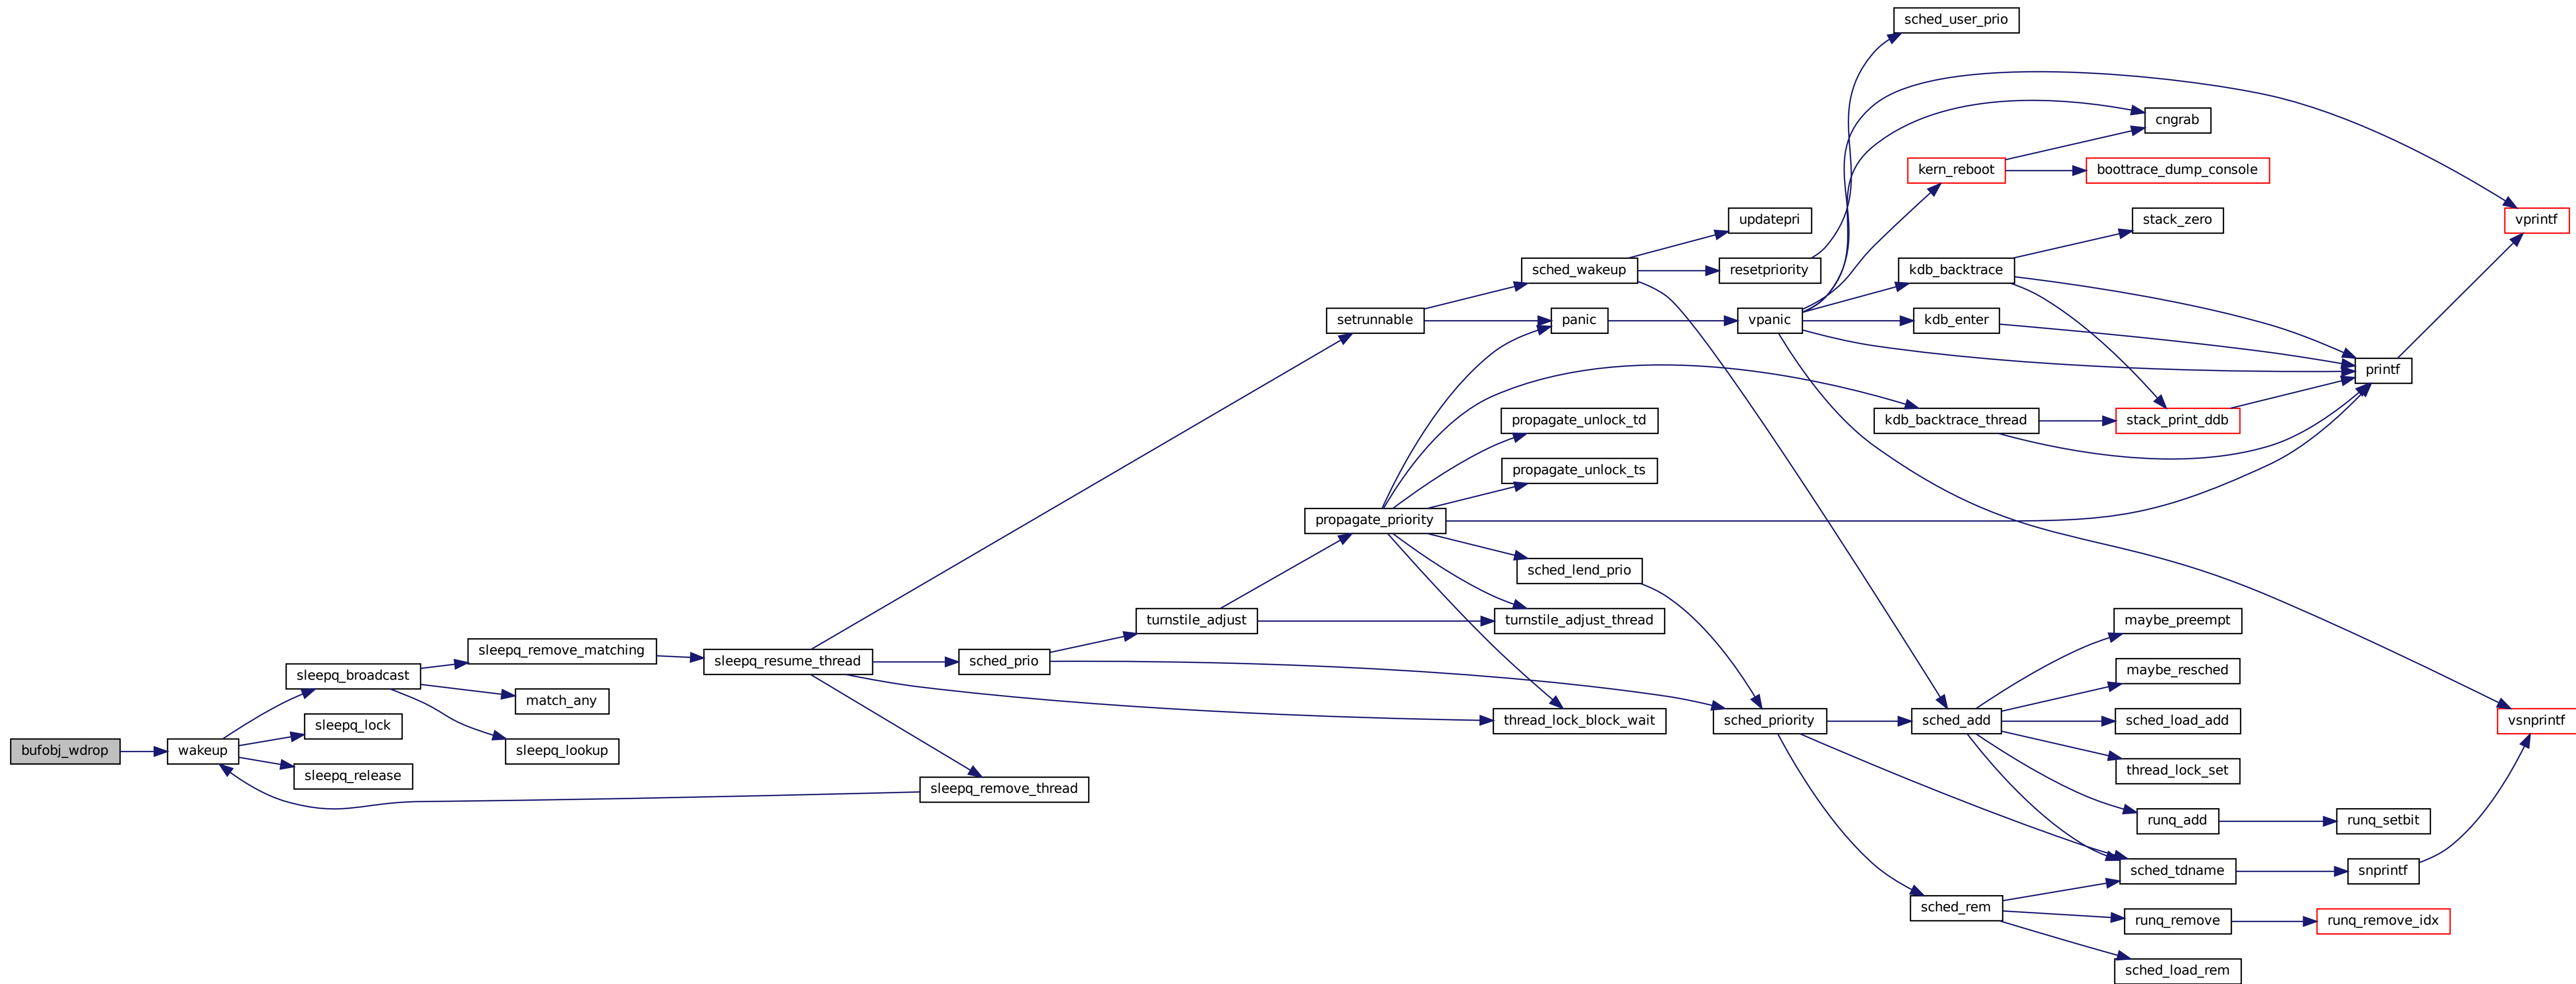 sched_user_prio
cngrab
kern_reboot
boottrace_dump_console
updatepri
stack_zero
vprintf
sched_wakeup
resetpriority
kdb_backtrace
setrunnable
panic
vpanic
kdb_enter
printf
propagate_unlock_td
kdb_backtrace_thread
stack_print_ddb
propagate_unlock_ts
propagate_priority
sched_lend_prio
turnstile_adjust
turnstile_adjust_thread
maybe_preempt
sleepq_remove_matching
sleepq_resume_thread
sched_prio
sleepq_broadcast
maybe_resched
match_any
sleepq_lock
thread_lock_block_wait
sched_priority
sched_add
sched_load_add
vsnprintf
bufobj_wdrop
wakeup
sleepq_lookup
sleepq_release
thread_lock_set
sleepq_remove_thread
runq_add
runq_setbit
sched_tdname
snprintf
sched_rem
runq_remove
runq_remove_idx
sched_load_rem